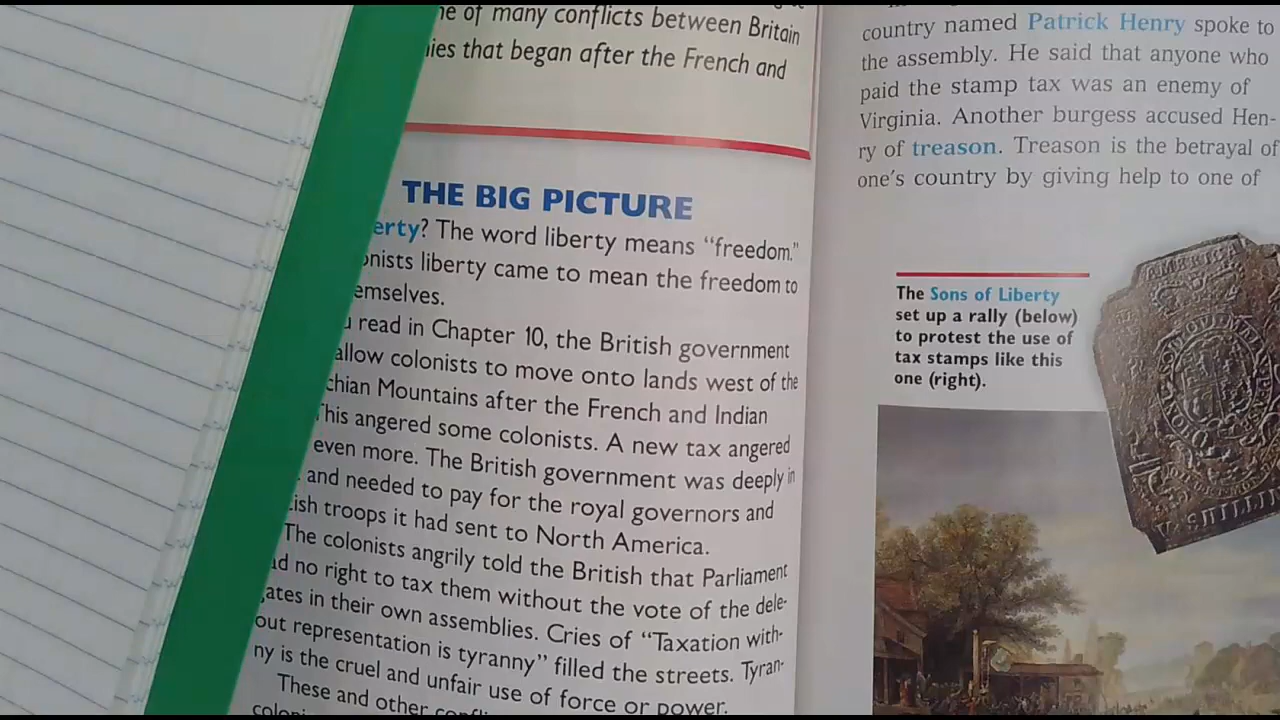 ne of many conflicts between Britain
nies that began after the French and
THE BIG PICTURE
erty? The word liberty means “freedom.”
onists liberty came to mean the freedom to
emselves.
u read in Chapter 10, the British government
allow colonists to move onto lands west of the
chian Mountains after the French and Indian
This angered some colonists. A new tax angered
even more. The British government was deeply in
and needed to pay for the royal governors and
ish troops it had sent to North America.
The colonists angrily told the British that Parliament
ad no right to tax them without the vote of the dele-
gates in their own assemblies. Cries of “Taxation with-
out representation is tyranny” filled the streets. Tyran-
ny is the cruel and unfair use of force or power.
These and other
country named Patrick Henry spoke to
the assembly. He said that anyone who
paid the stamp tax was an enemy of
Virginia. Another burgess accused Hen-
ry of treason. Treason is the betrayal of
one's country by giving help to one of
The Sons of Liberty
set up a rally (below)
to protest the use of
tax stamps like this
one (right).
AMERICA
V SHILLIN